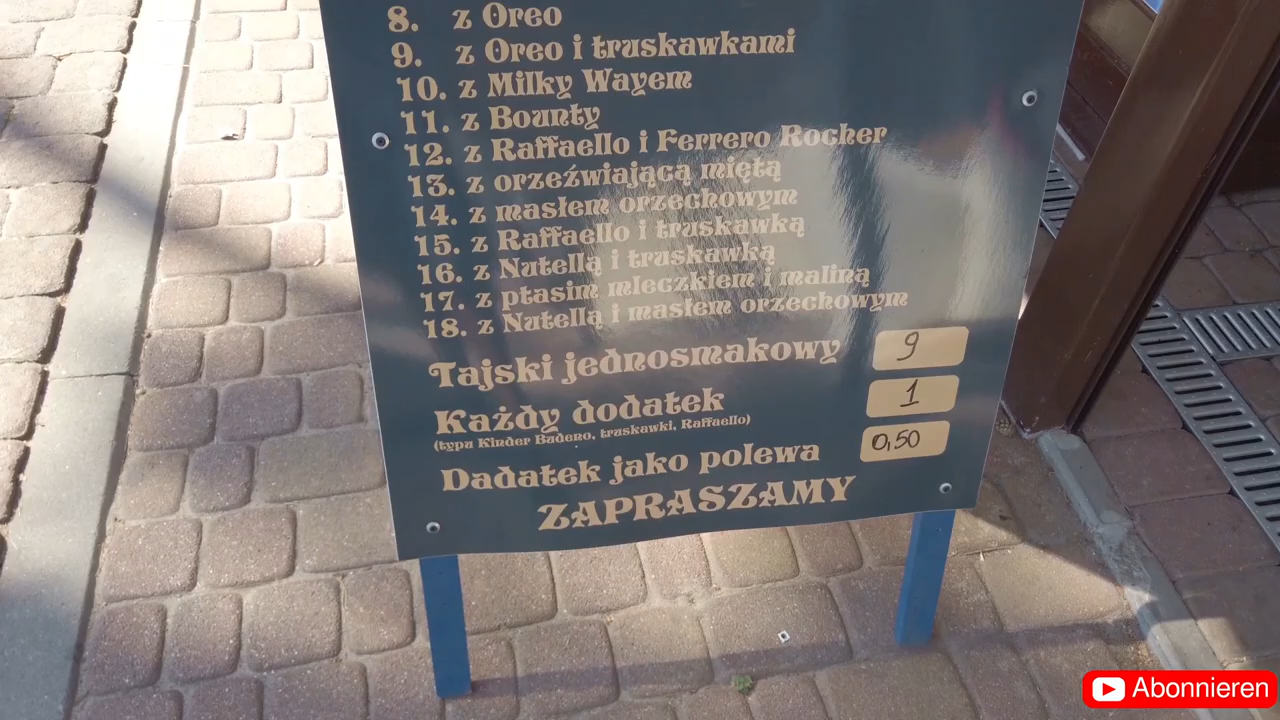 8. z Oreo
9. z Oreo i truskawkami
10. z Milky Wayem
11. z Bounty
12. z Raffaello i Ferrero Rocher
13. z orzeźwiającą miętą
14. z masłem orzechowym
15. z Raffaello i truskawką
16. z Nutellą i truskawką
17. z ptasim mleczkiem i maliną
18. z Nutellą i masłem orzechowym
Tajski jednosmakowy 9
Każdy dodatek 1
(typu Kinder Budeno, truskawki, Raffaello)
Dadatek jako polewa 0,50
ZAPRASZAMY
Abonnieren